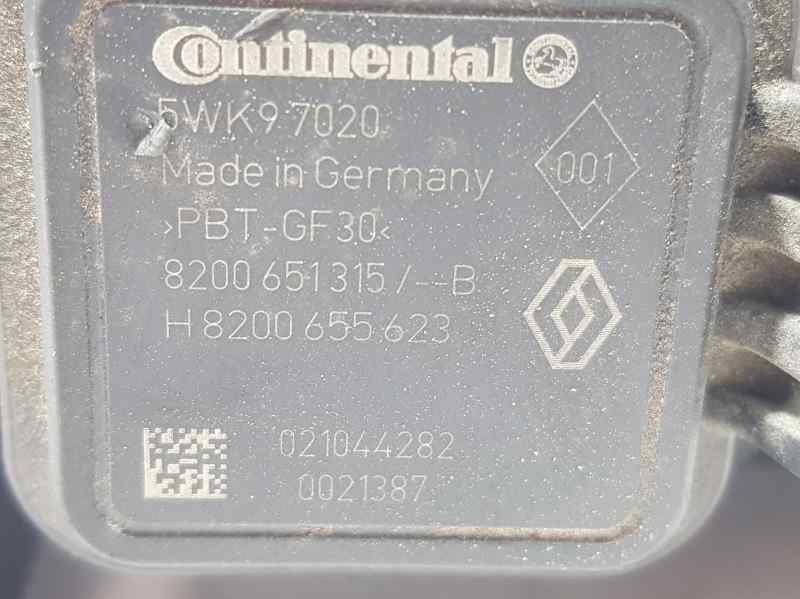 Continental
5WK9 7020
Made in Germany
001
>PBT-GF30<
8200 651 315 / --B
H 8200 655 623
021044282
0021387